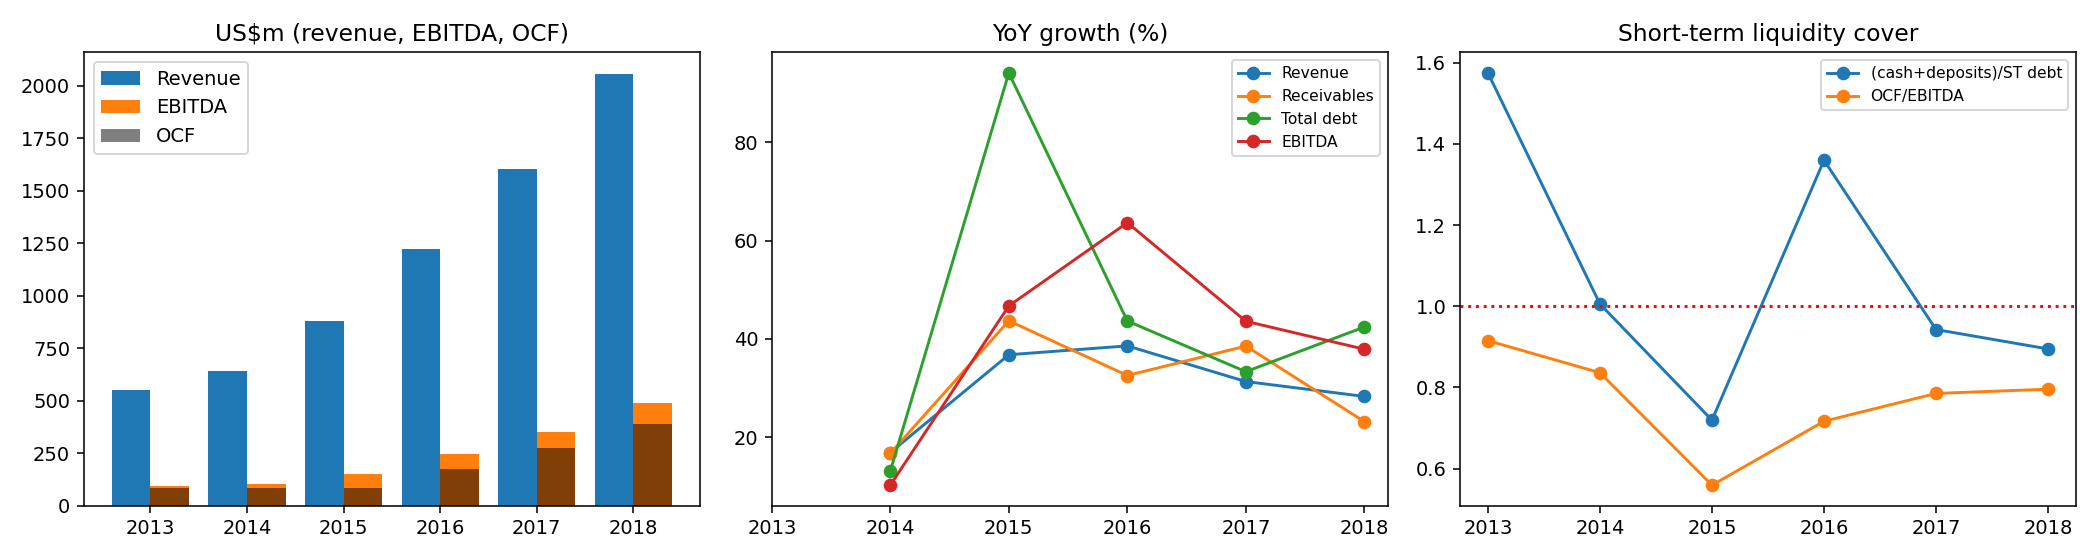 US$m (revenue, EBITDA, OCF)
Revenue
EBITDA
OCF
2000
1750
1500
1250
1000
750
500
250
0
2013 2014 2015 2016 2017 2018
YoY growth (%)
Revenue
Receivables
Total debt
EBITDA
80
60
40
20
2013 2014 2015 2016 2017 2018
Short-term liquidity cover
(cash+deposits)/ST debt
OCF/EBITDA
1.6
1.4
1.2
1.0
0.8
0.6
2013 2014 2015 2016 2017 2018